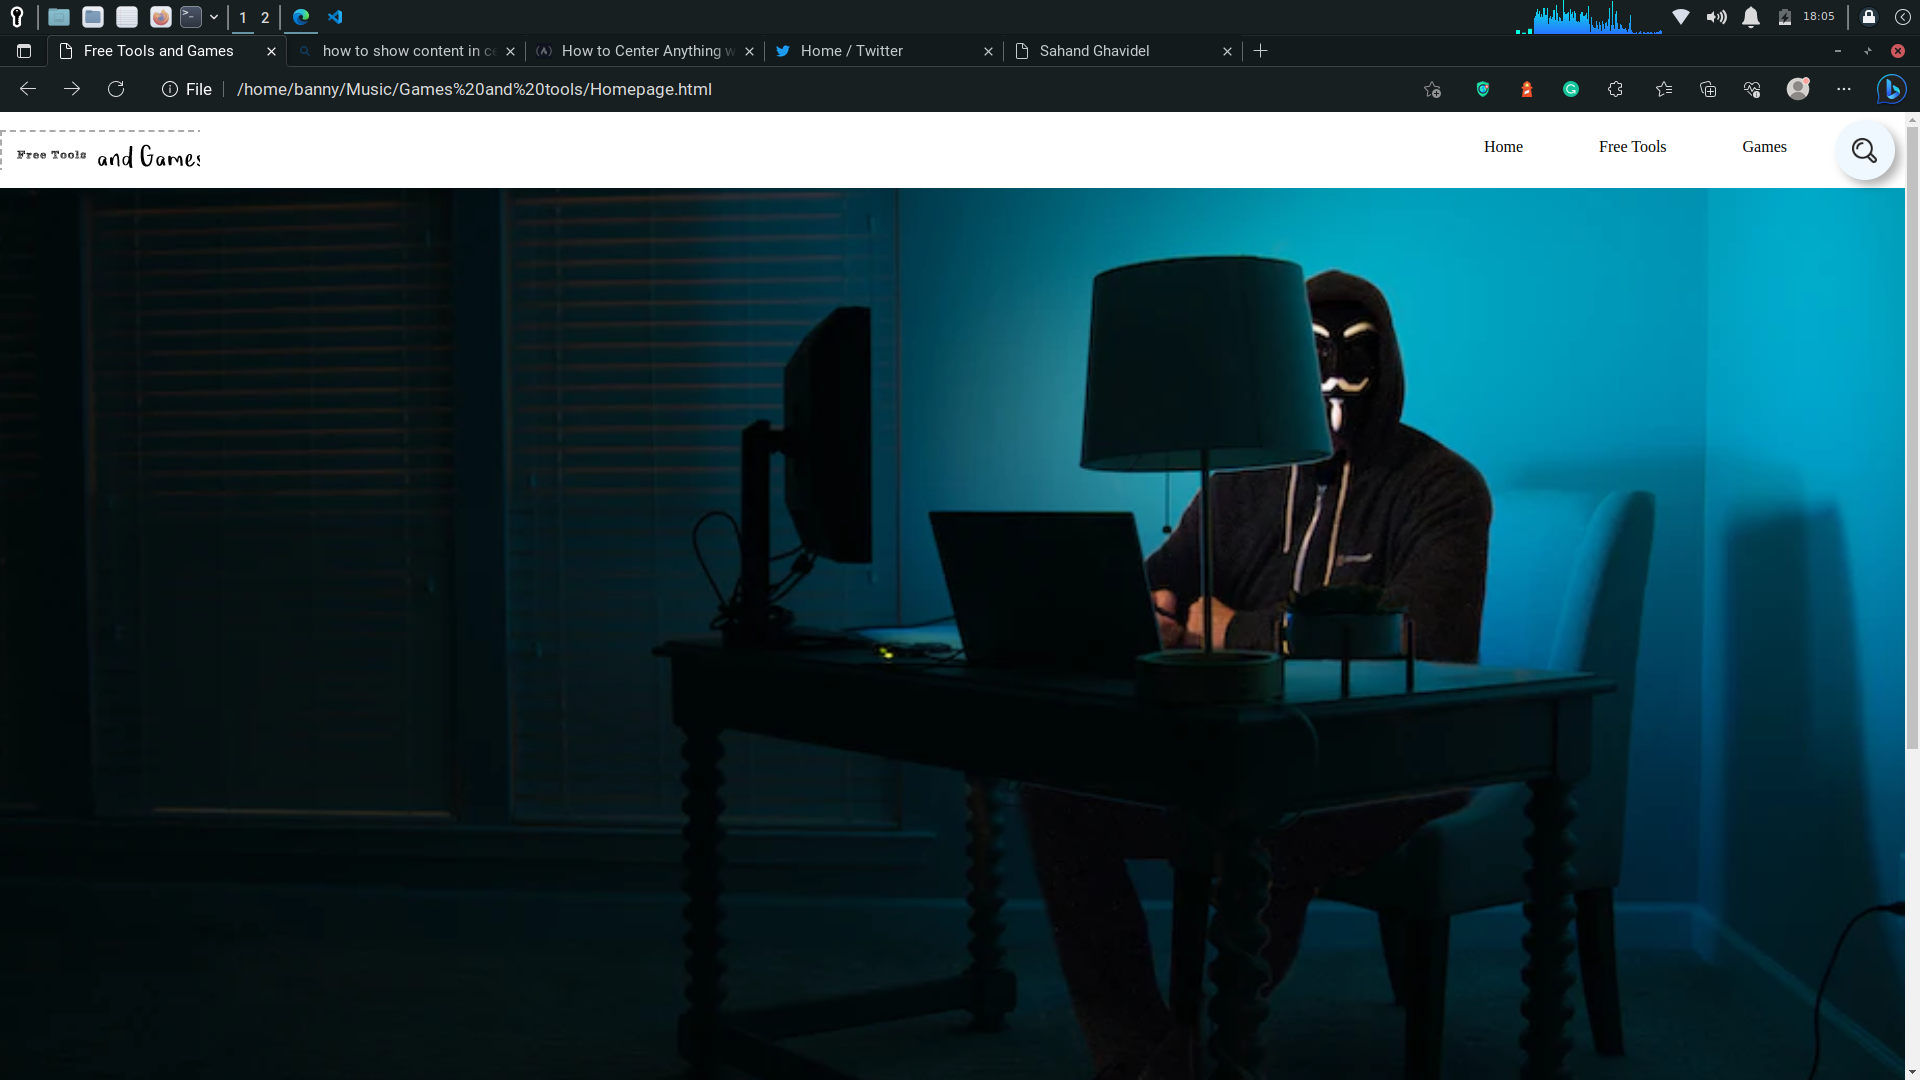 1 2
18:05
Free Tools and Games
how to show content in ce
How to Center Anything w
Home / Twitter
Sahand Ghavidel
File
/home/banny/Music/Games%20and%20tools/Homepage.html
Free Tools and Games
Home
Free Tools
Games